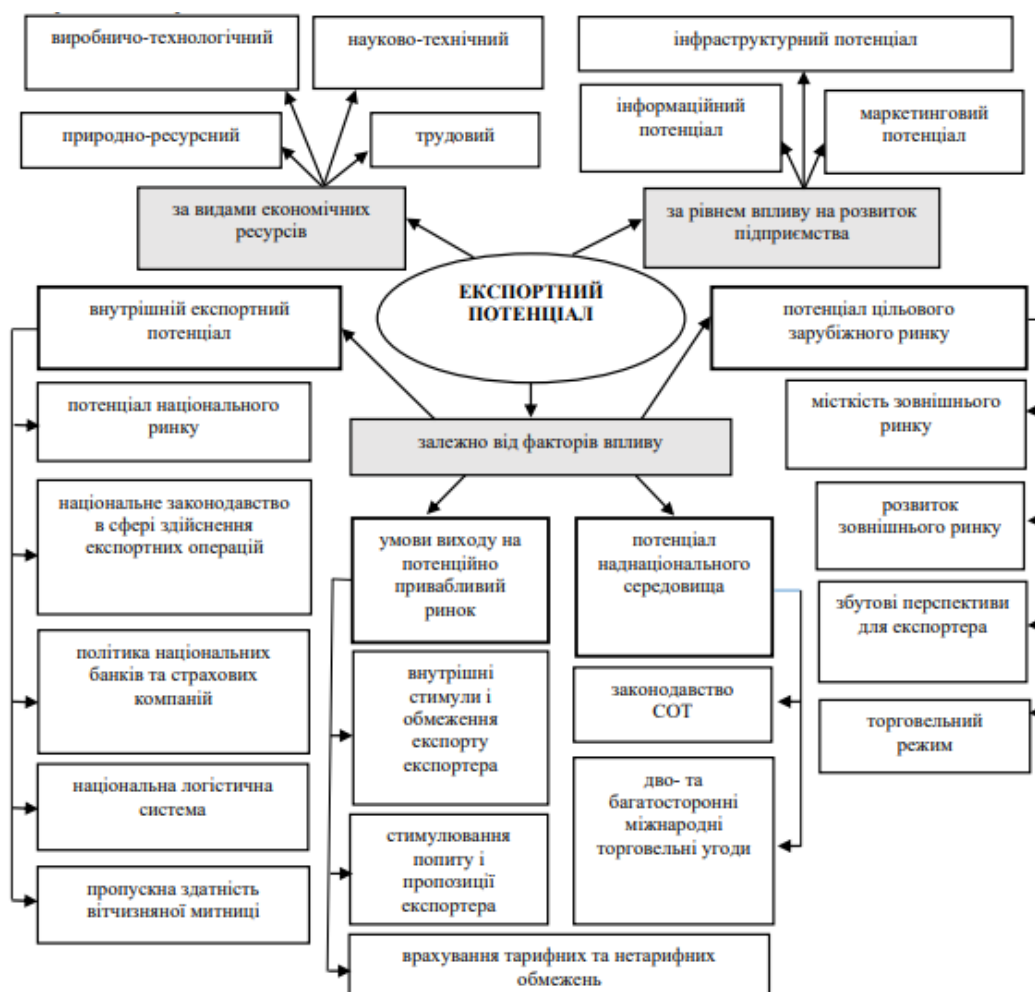 виробничо-технологічний
науково-технічний
інфраструктурний потенціал
природно-ресурсний
трудовий
інформаційний
потенціал
маркетинговий
потенціал
за видами економічних
ресурсів
за рівнем впливу на розвиток
підприємства
ЕКСПОРТНИЙ
ПОТЕНЦІАЛ
внутрішній експортний
потенціал
потенціал цільового
зарубіжного ринку
потенціал національного
ринку
залежно від факторів впливу
місткість зовнішнього
ринку
національне законодавство
в сфері здійснення
експортних операцій
умови виходу на
потенційно
привабливий
ринок
потенціал
наднаціонального
середовища
розвиток
зовнішнього ринку
збутові перспективи
для експортера
політика національних
банків та страхових
компаній
внутрішні
стимули і
обмеження
експорту
експортера
законодавство
СОТ
торговельний
режим
національна логістична
система
дво- та
багатосторонні
міжнародні
торговельні угоди
стимулювання
попиту і
пропозиції
експортера
пропускна здатність
вітчизняної митниці
врахування тарифних та нетарифних
обмежень